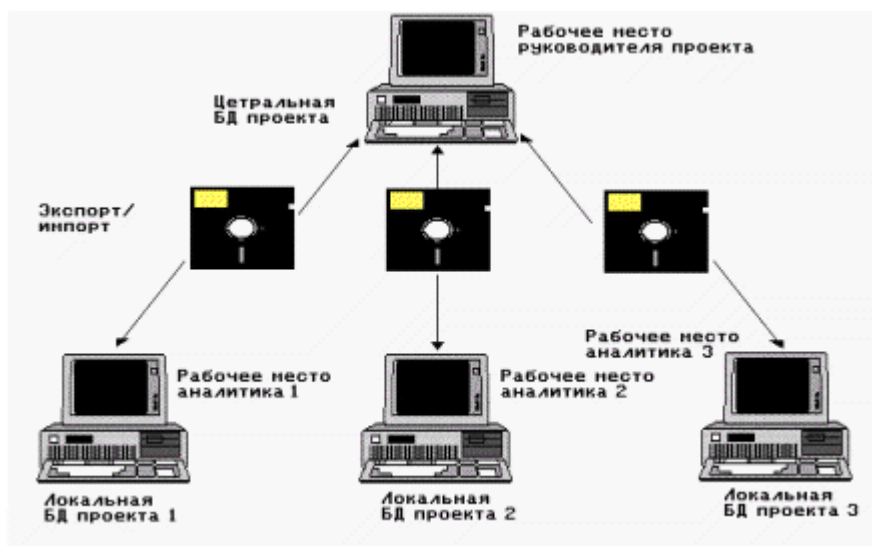 Рабочее место
руководителя проекта
Цетральная
БД проекта
Экспорт/
импорт
Рабочее место
аналитика 3
Рабочее место
аналитика 1
Рабочее место
аналитика 2
Локальная
БД проекта 1
Локальная
БД проекта 2
Локальная
БД проекта 3